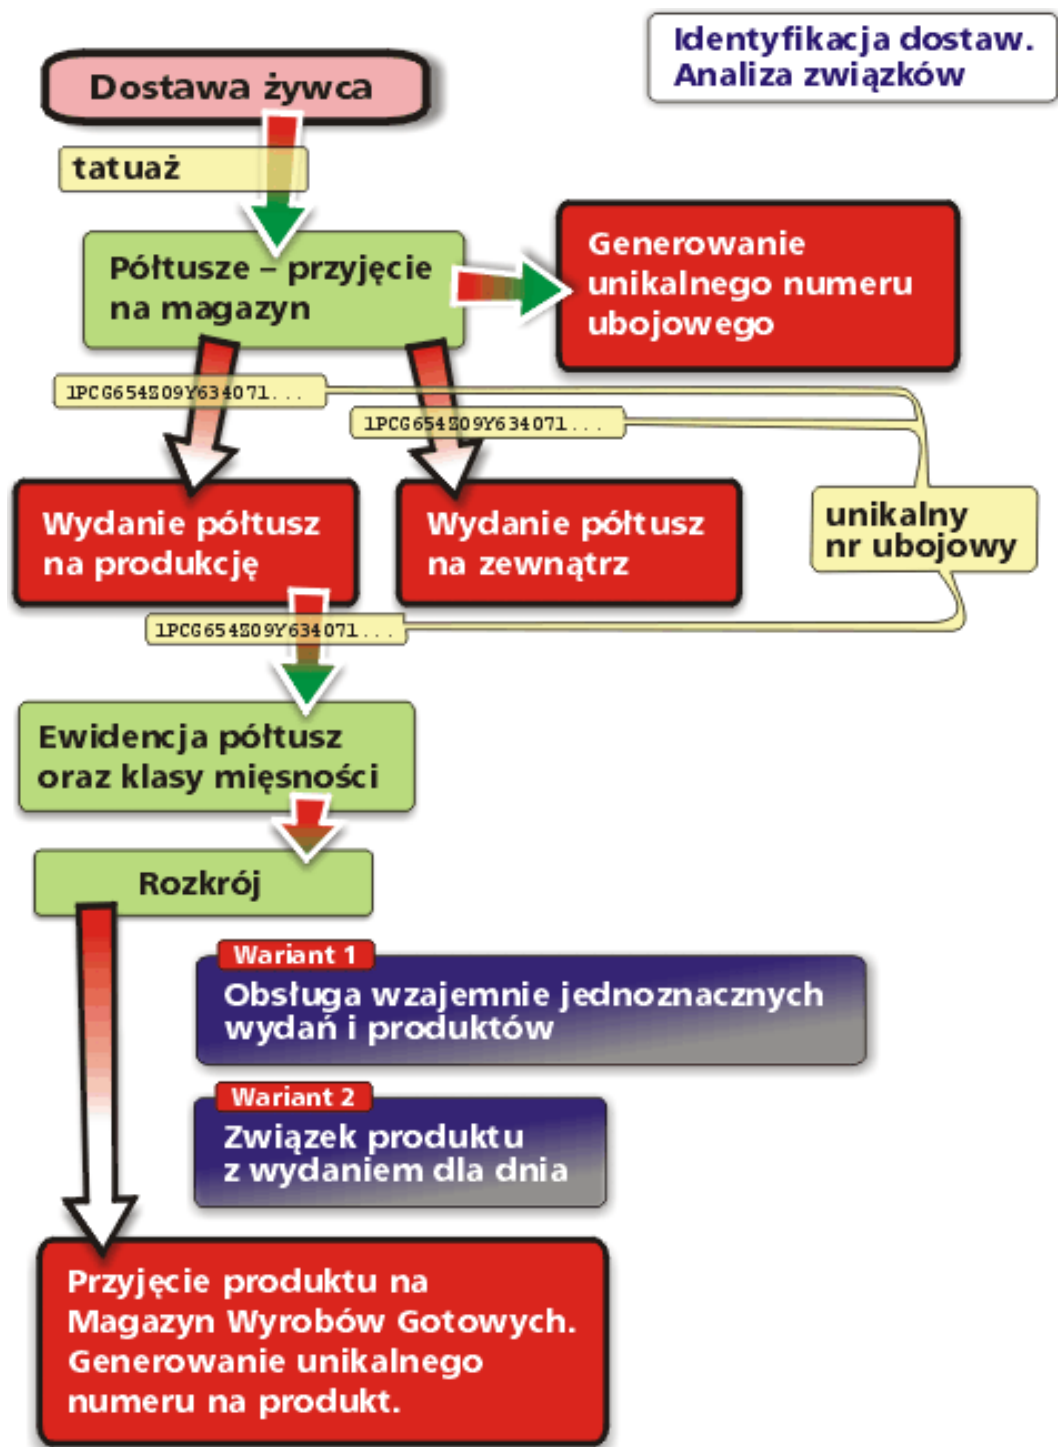 Identyfikacja dostaw.
Analiza związków
Dostawa żywca
tatuaż
Półtusze – przyjęcie
na magazyn
Generowanie
unikalnego numeru
ubojowego
1PCG654S09Y634071...
1PCG654S09Y634071...
Wydanie półtusz
na produkcję
Wydanie półtusz
na zewnątrz
unikalny
nr ubojowy
1PCG654S09Y634071...
Ewidencja półtusz
oraz klasy mięsności
Rozkrój
Wariant 1
Obsługa wzajemnie jednoznacznych
wydań i produktów
Wariant 2
Związek produktu
z wydaniem dla dnia
Przyjęcie produktu na
Magazyn Wyrobów Gotowych.
Generowanie unikalnego
numeru na produkt.